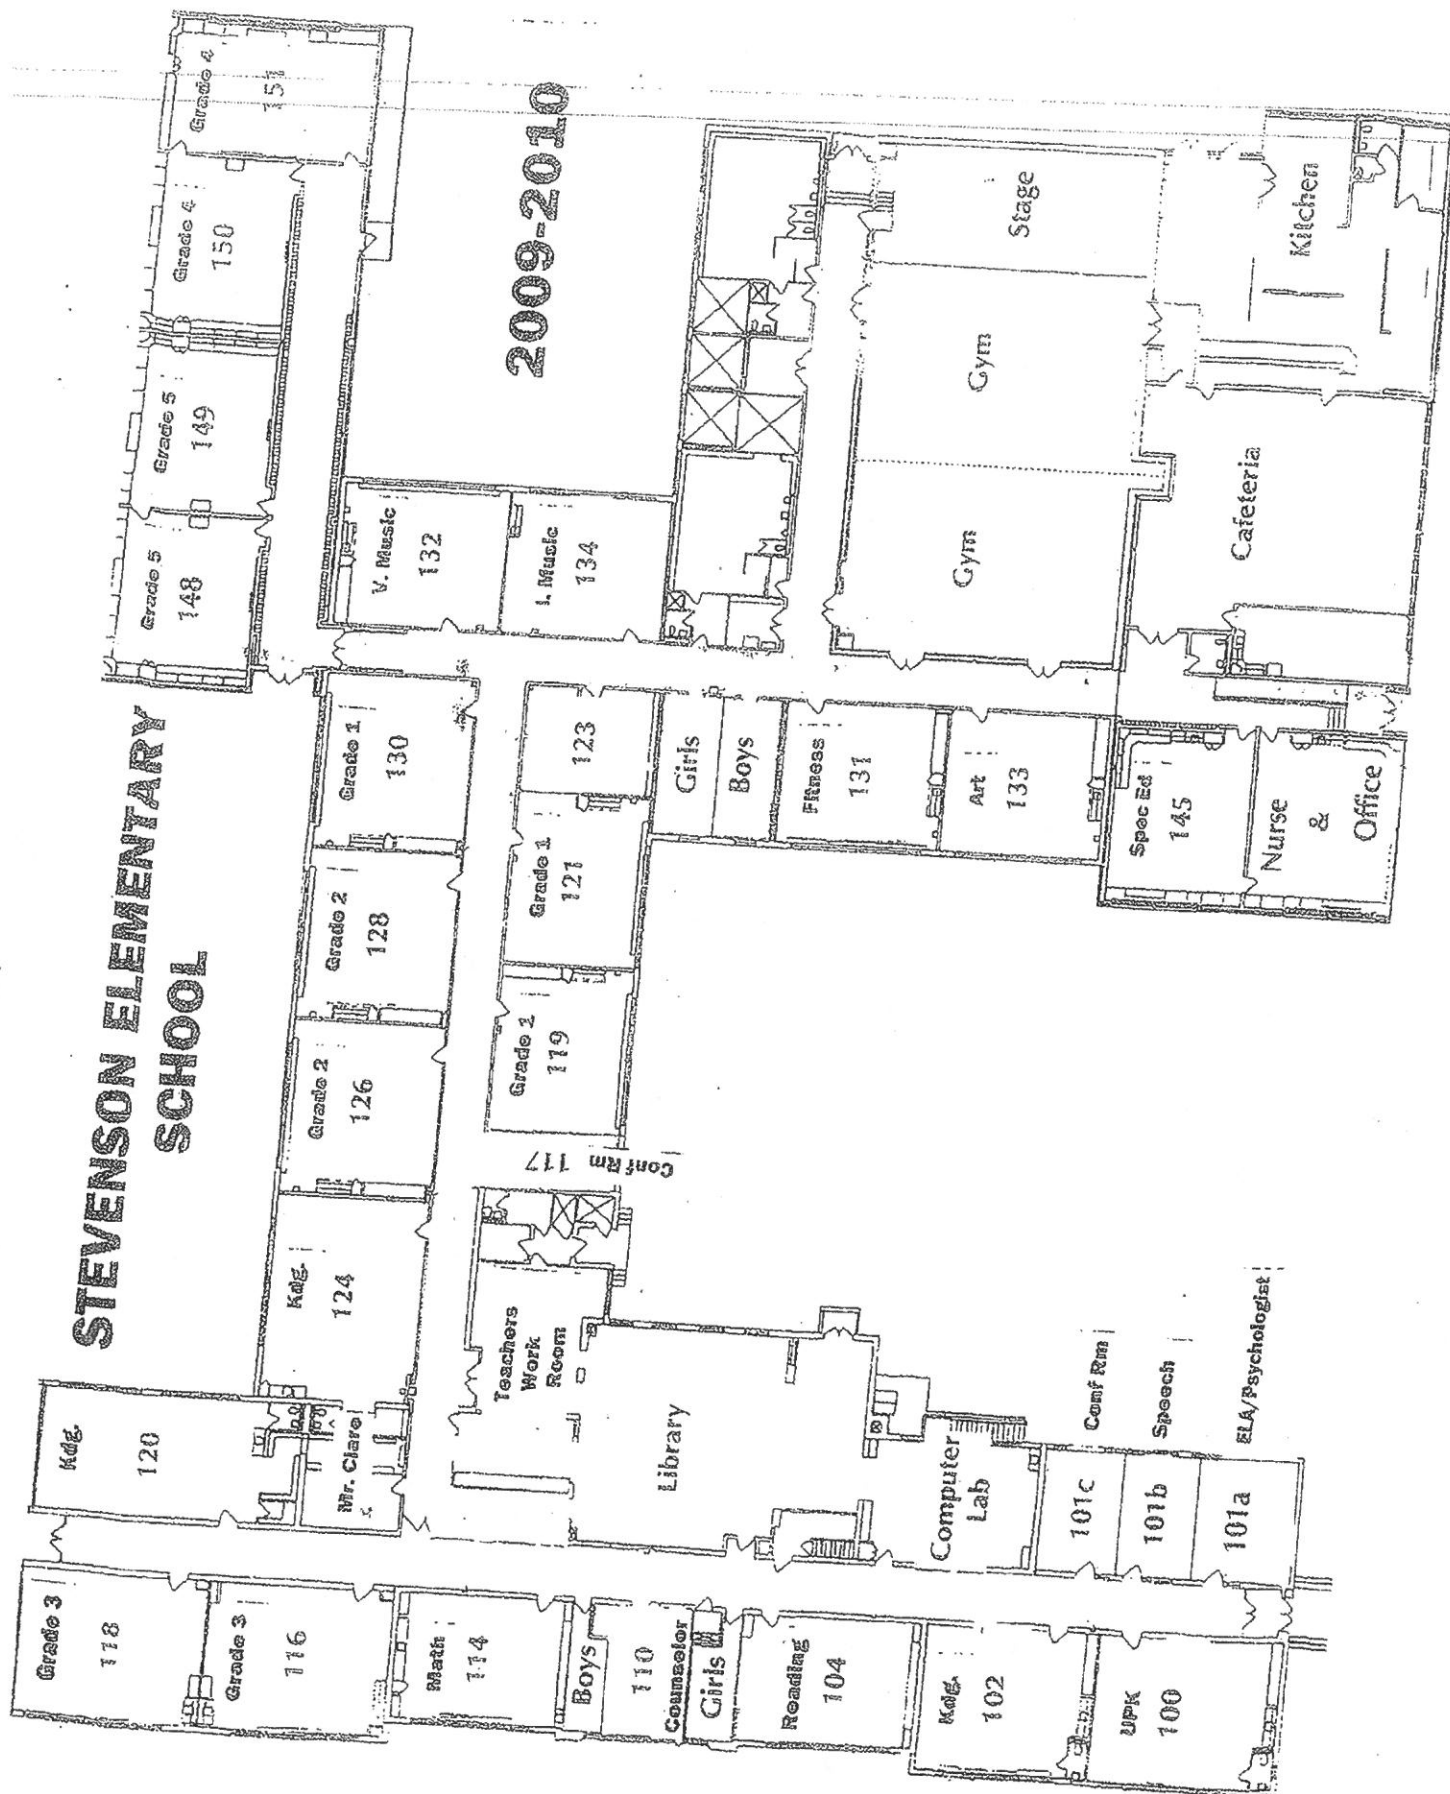 STEVENSON ELEMENTARY
SCHOOL
2009-2010
Grade 4
151
Grade 4
150
Grade 5
149
Grade 5
148
V. Music
132
I. Music
134
Stage
Gym
Gym
Kitchen
Cafeteria
Grade 1
130
123
Girls
Boys
Fitness
131
Art
133
Spec Ed
145
Nurse
&
Office
Grade 2
128
Grade 1
121
Grade 2
126
Grade 1
119
Conf Rm 117
Kdg.
124
Teachers
Work
Room
Library
Kdg.
120
Mr. Clare
Computer
Lab
101c
Conf Rm
101b
Speech
101a
ELA/Psychologist
Grade 3
118
Grade 3
116
Math
114
Boys
110
Counselor
Girls
Reading
104
Kdg.
102
UPK
100